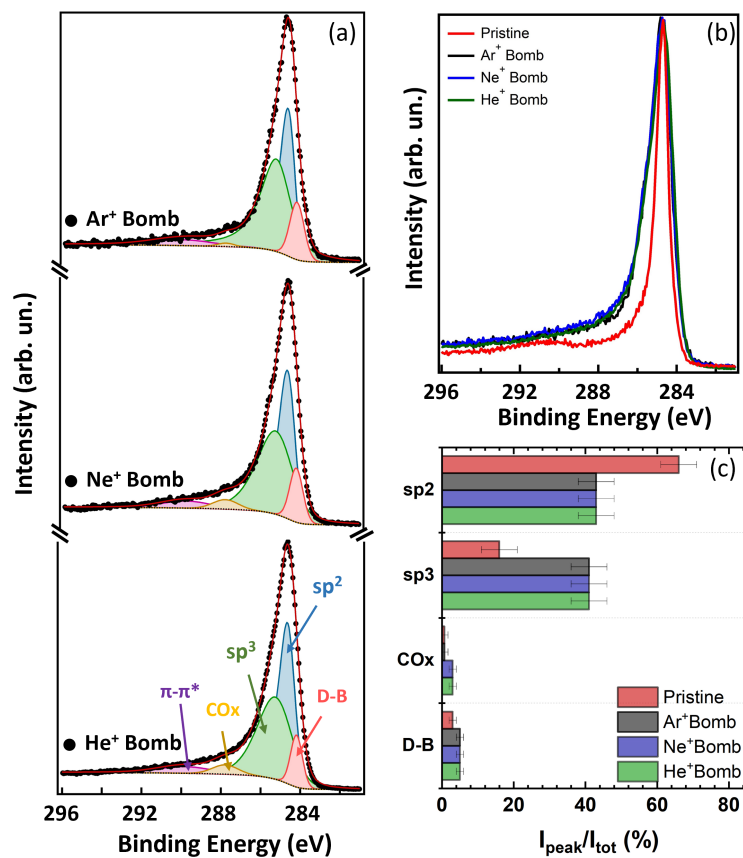 (a)
Ar⁺ Bomb
Ne⁺ Bomb
sp²
sp³
π-π*
COx
D-B
He⁺ Bomb
296 292 288 284
Binding Energy (eV)
Intensity (arb. un.)
(b)
Pristine
Ar⁺ Bomb
Ne⁺ Bomb
He⁺ Bomb
Intensity (arb. un.)
296 292 288 284
Binding Energy (eV)
(c)
sp2
sp3
COx
D-B
Pristine
Ar⁺Bomb
Ne⁺Bomb
He⁺Bomb
0 20 40 60 80
I_peak/I_tot (%)